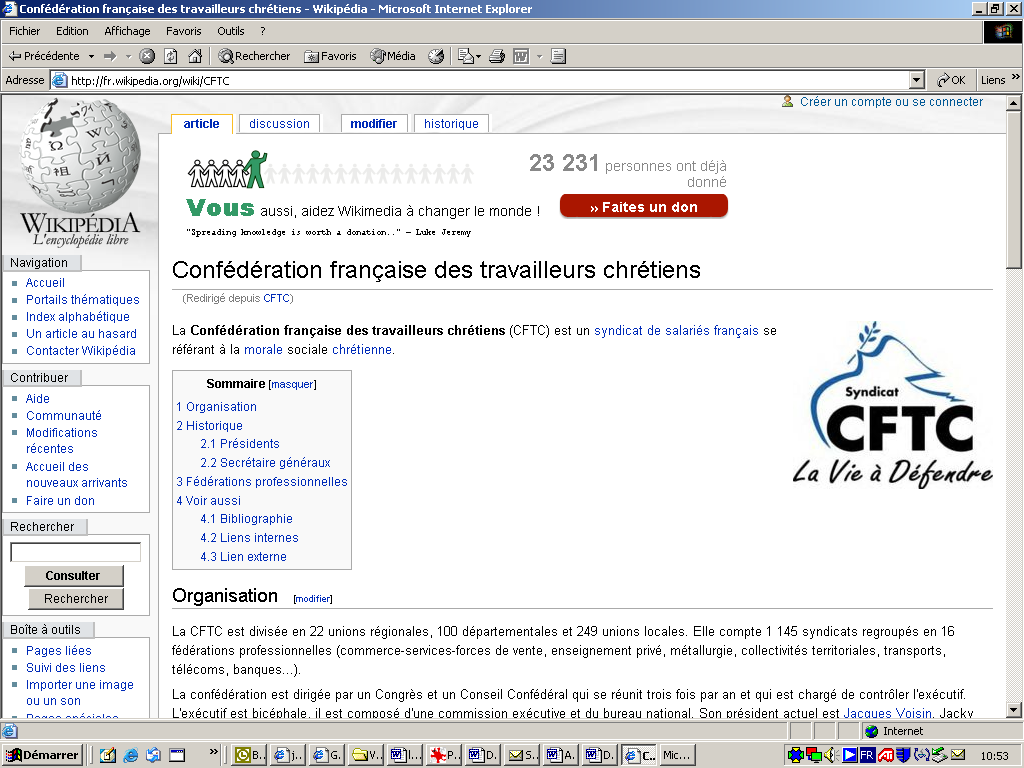 Confédération française des travailleurs chrétiens - Wikipédia - Microsoft Internet Explorer
Fichier Edition Affichage Favoris Outils ?
Précédente Rechercher Favoris Média
Adresse http://fr.wikipedia.org/wiki/CFTC OK Liens »
Créer un compte ou se connecter
article discussion modifier historique
23 231 personnes ont déjà
donné
Vous aussi, aidez Wikimedia à changer le monde !
» Faites un don
"Spreading knowledge is worth a donation.." — Luke Jeremy
WIKIPÉDIA
L'encyclopédie libre
Navigation
Accueil
Portails thématiques
Index alphabétique
Un article au hasard
Contacter Wikipédia
Contribuer
Aide
Communauté
Modifications
récentes
Accueil des
nouveaux arrivants
Faire un don
Rechercher
Consulter
Rechercher
Boîte à outils
Pages liées
Suivi des liens
Importer une image
ou un son
Pages spéciales
Confédération française des travailleurs chrétiens
(Redirigé depuis CFTC)
La Confédération française des travailleurs chrétiens (CFTC) est un syndicat de salariés français se
référant à la morale sociale chrétienne.
Syndicat
CFTC
La Vie à Défendre
Sommaire [masquer]
1 Organisation
2 Historique
2.1 Présidents
2.2 Secrétaire généraux
3 Fédérations professionnelles
4 Voir aussi
4.1 Bibliographie
4.2 Liens internes
4.3 Lien externe
Organisation [modifier]
La CFTC est divisée en 22 unions régionales, 100 départementales et 249 unions locales. Elle compte 1 145 syndicats regroupés en 16
fédérations professionnelles (commerce-services-forces de vente, enseignement privé, métallurgie, collectivités territoriales, transports,
télécoms, banques...).
La confédération est dirigée par un Congrès et un Conseil Confédéral qui se réunit trois fois par an et qui est chargé de contrôler l'exécutif.
L'exécutif est bicéphale, il est composé d'une commission exécutive et du bureau national. Son président actuel est Jacques Voisin. Jacky
Internet
Démarrer » B.. j.. G.. V.. I... P.. D.. S.. A... D.. C.. Mic... FR 10:53